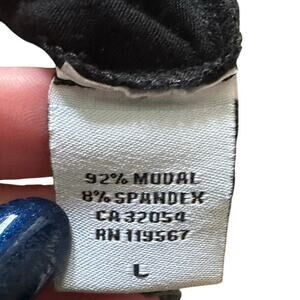 92% MODAL
8% SPANDEX
CA 32054
RN 119567
L